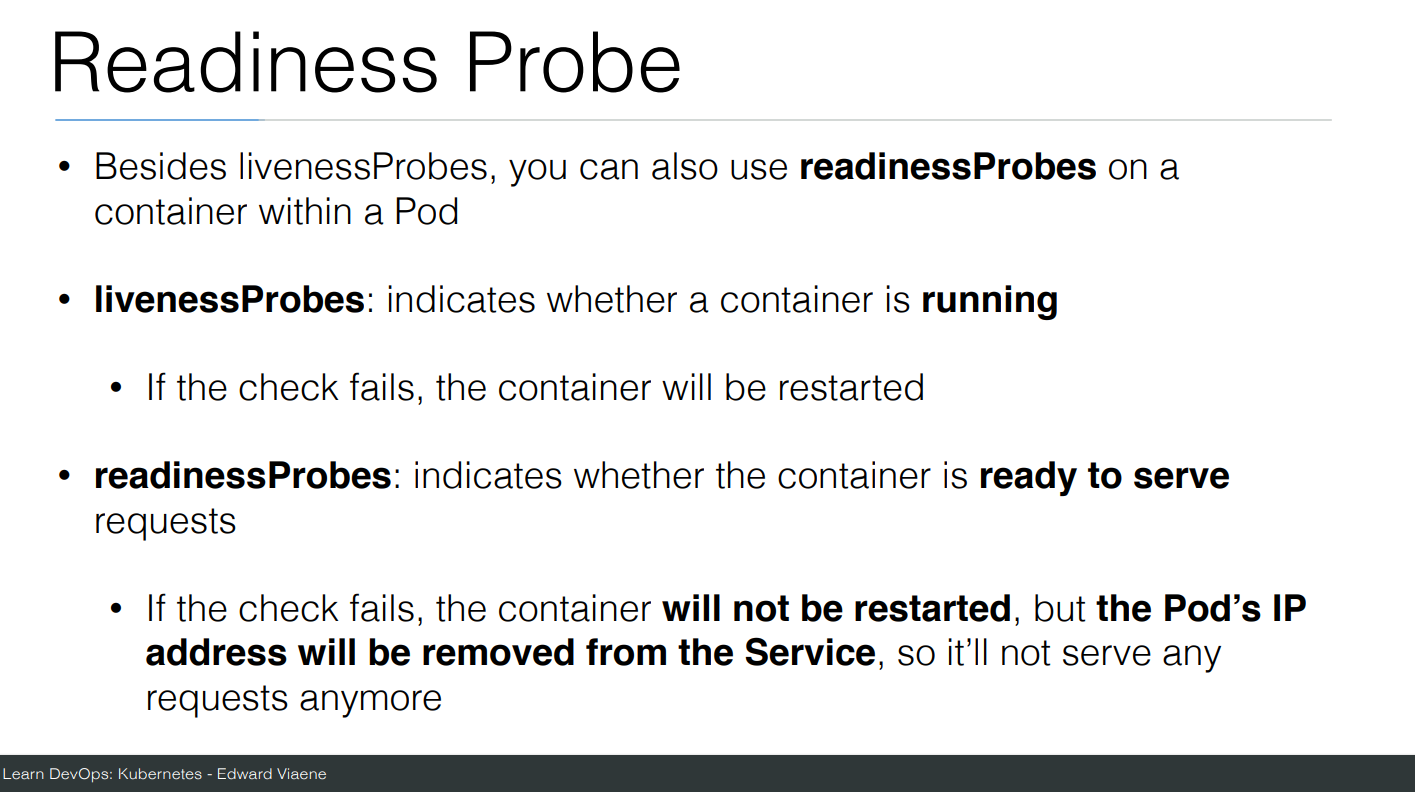 Readiness Probe
• Besides livenessProbes, you can also use readinessProbes on a
container within a Pod
• livenessProbes: indicates whether a container is running
• If the check fails, the container will be restarted
• readinessProbes: indicates whether the container is ready to serve
requests
• If the check fails, the container will not be restarted, but the Pod’s IP
address will be removed from the Service, so it’ll not serve any
requests anymore
Learn DevOps: Kubernetes - Edward Viaene